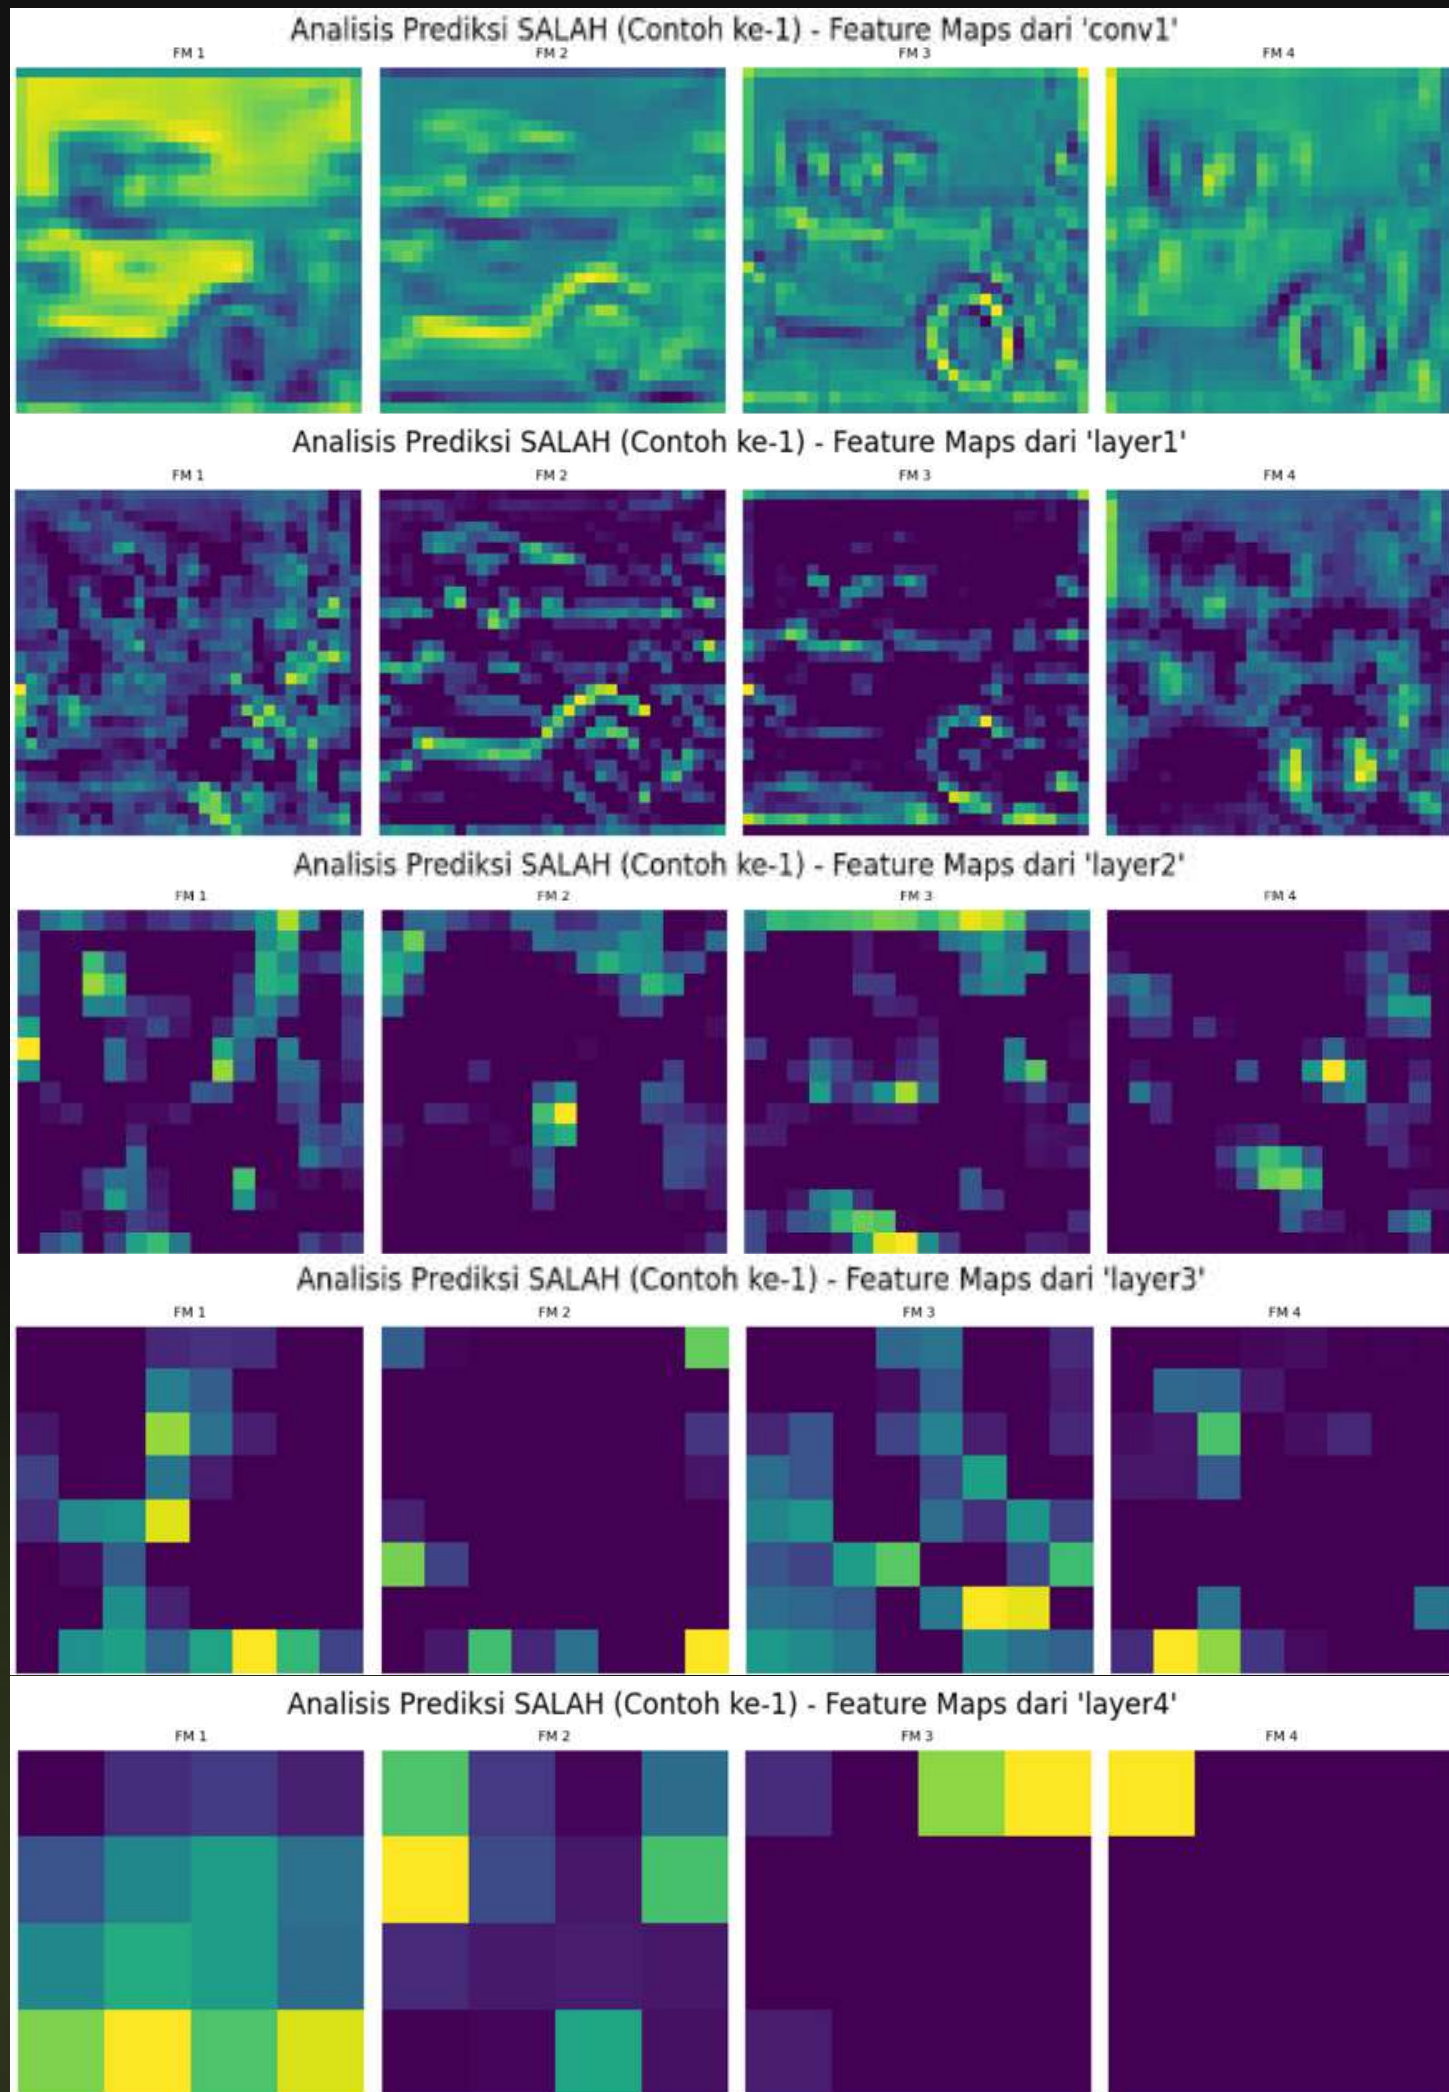 Analisis Prediksi SALAH (Contoh ke-1) - Feature Maps dari 'conv1'
FM 1 FM 2 FM 3 FM 4
Analisis Prediksi SALAH (Contoh ke-1) - Feature Maps dari 'layer1'
FM 1 FM 2 FM 3 FM 4
Analisis Prediksi SALAH (Contoh ke-1) - Feature Maps dari 'layer2'
FM 1 FM 2 FM 3 FM 4
Analisis Prediksi SALAH (Contoh ke-1) - Feature Maps dari 'layer3'
FM 1 FM 2 FM 3 FM 4
Analisis Prediksi SALAH (Contoh ke-1) - Feature Maps dari 'layer4'
FM 1 FM 2 FM 3 FM 4